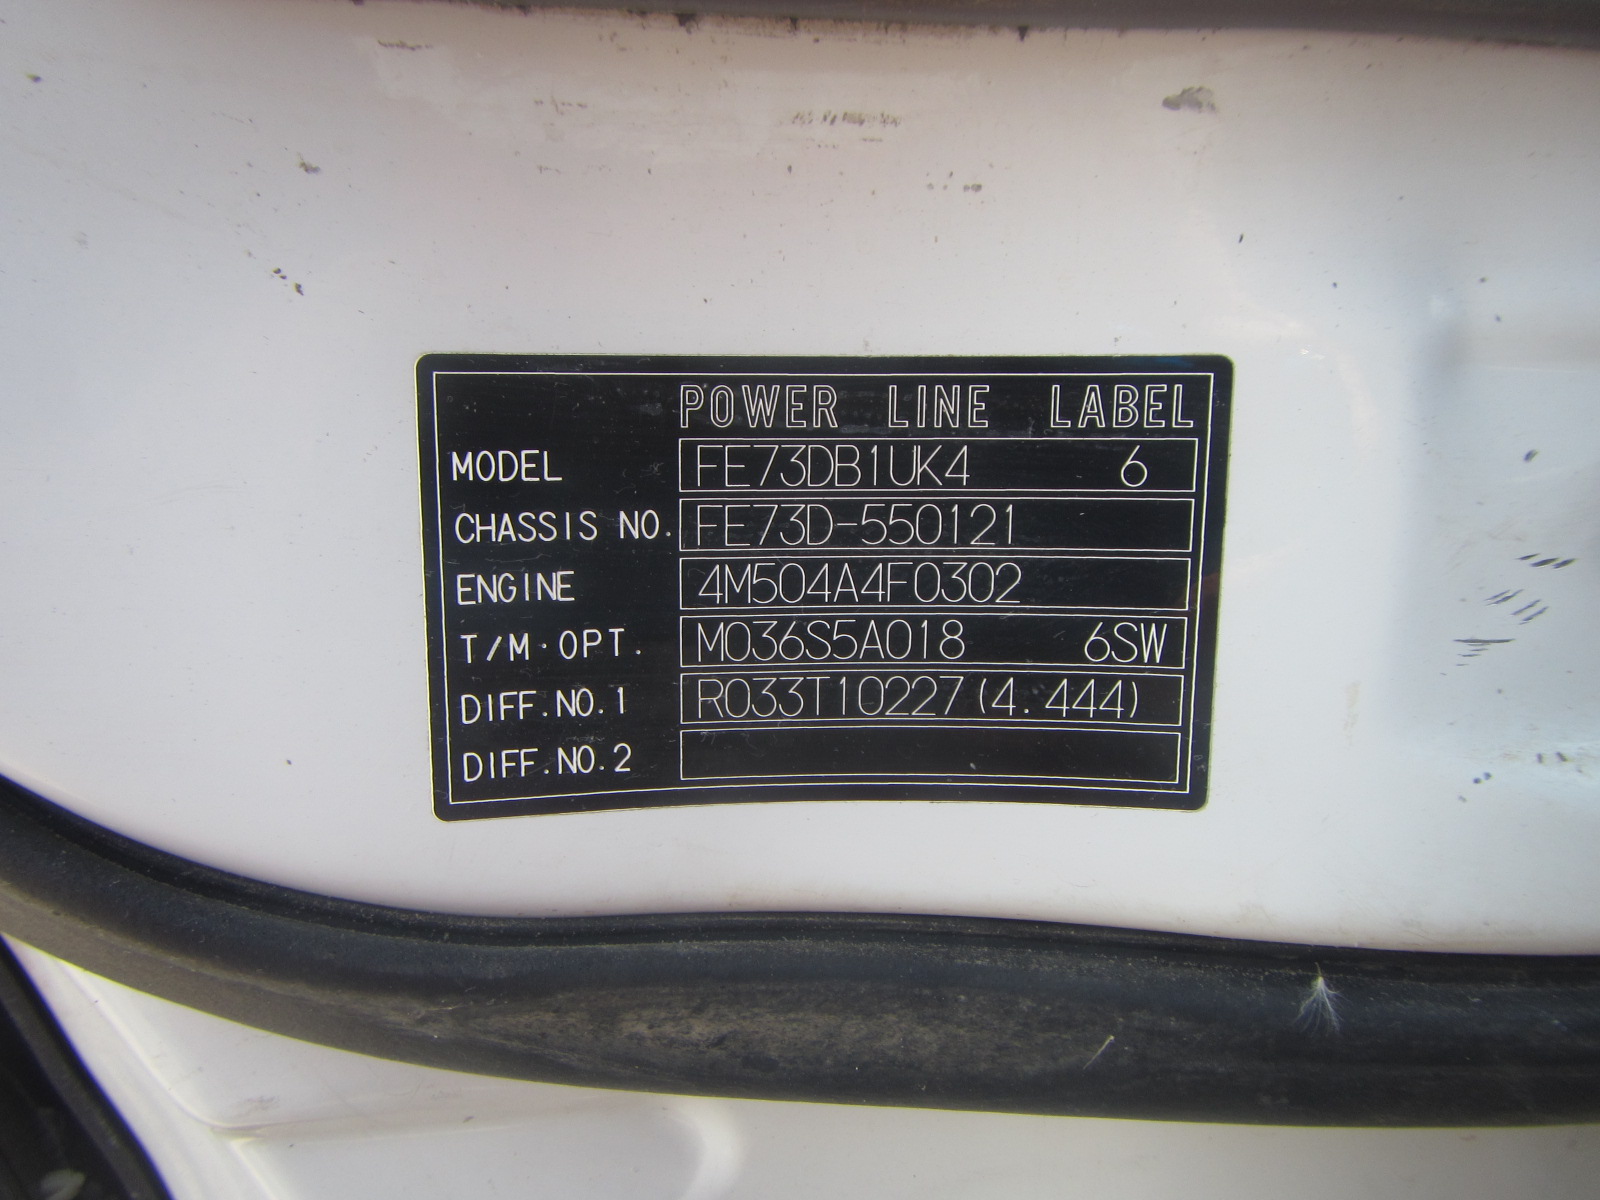 POWER LINE LABEL
MODEL FE73DB1UK4 6
CHASSIS NO. FE73D-550121
ENGINE 4M504A4F0302
T/M·OPT. M036S5A018 6SW
DIFF.NO.1 R033T10227(4.444)
DIFF.NO.2